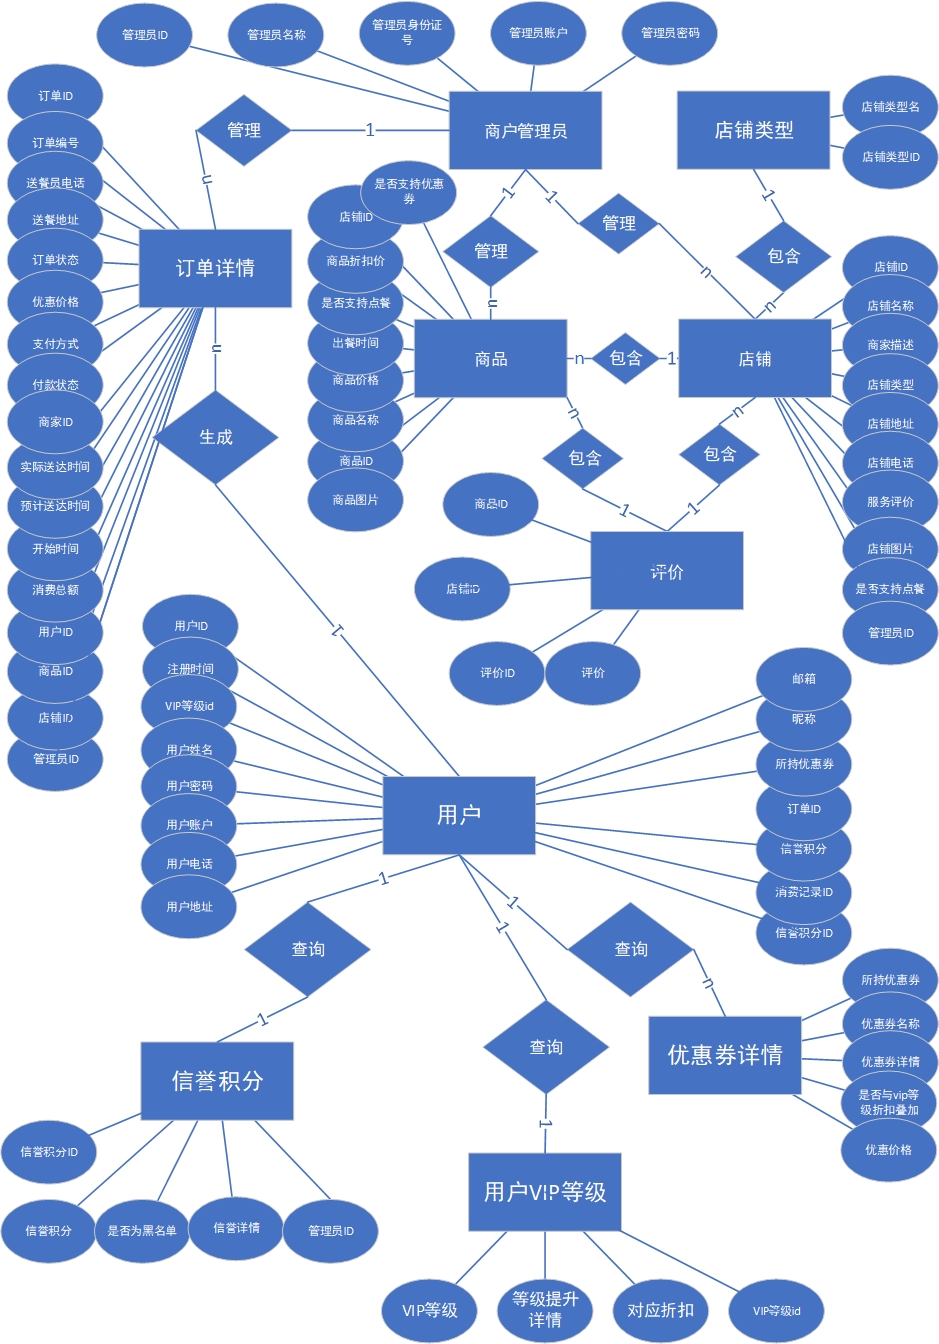 管理员ID
管理员名称
管理员身份证
号
管理员账户
管理员密码
商户管理员
管理
1
n
店铺类型
店铺类型名
店铺类型ID
1
包含
n
订单ID
订单编号
送餐员电话
送餐地址
订单状态
优惠价格
支付方式
付款状态
商家ID
实际送达时间
预计送达时间
开始时间
消费总额
用户ID
商品ID
店铺ID
管理员ID
订单详情
n
生成
1
是否支持优惠
券
店铺ID
商品折扣价
是否支持点餐
出餐时间
商品价格
商品名称
商品ID
商品图片
1
管理
n
1
管理
n
商品
n
包含
1
店铺
店铺ID
店铺名称
商家描述
店铺类型
店铺地址
店铺电话
服务评价
店铺图片
是否支持点餐
管理员ID
n
包含
1
n
包含
1
评价
商品ID
店铺ID
评价ID
评价
用户ID
注册时间
VIP等级id
用户姓名
用户密码
用户账户
用户电话
用户地址
用户
邮箱
昵称
所持优惠券
订单ID
信誉积分
消费记录ID
信誉积分ID
1
查询
1
1
查询
1
1
查询
n
信誉积分
信誉积分ID
信誉积分
是否为黑名单
信誉详情
管理员ID
优惠券详情
所持优惠券
优惠券名称
优惠券详情
是否与vip等
级折扣叠加
优惠价格
用户VIP等级
VIP等级
等级提升
详情
对应折扣
VIP等级id